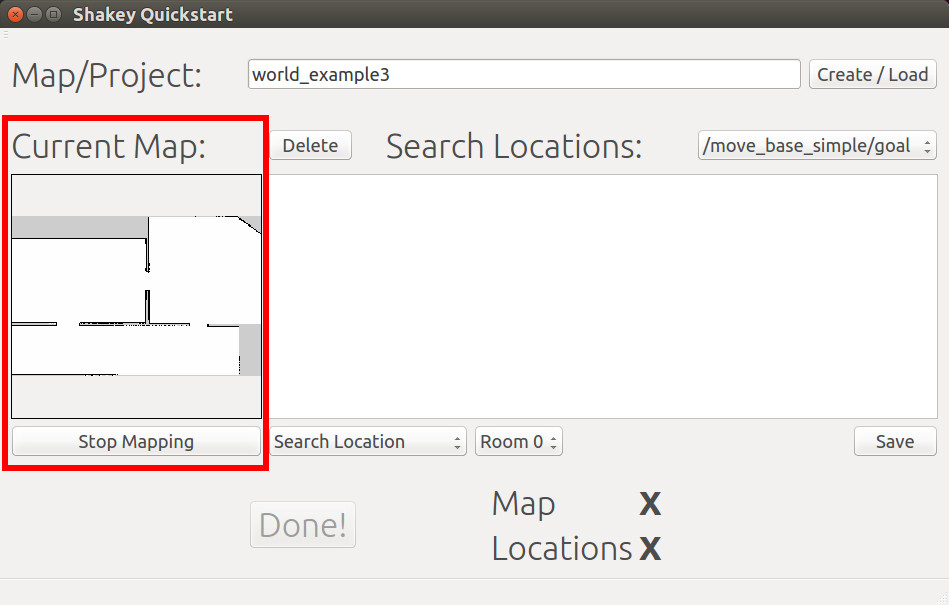 Shakey Quickstart
Map/Project: world_example3 Create / Load
Current Map: Delete Search Locations: /move_base_simple/goal
Stop Mapping Search Location Room 0 Save
Done! Map X
Locations X